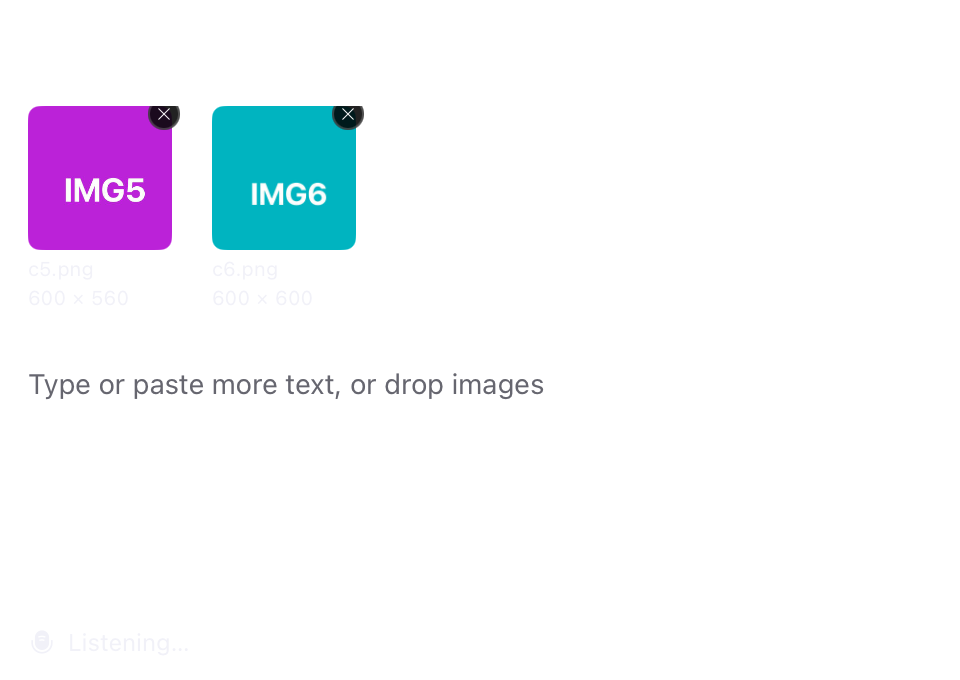 IMG5
IMG6
c5.png
c6.png
600 × 560
600 × 600
Type or paste more text, or drop images
Listening...